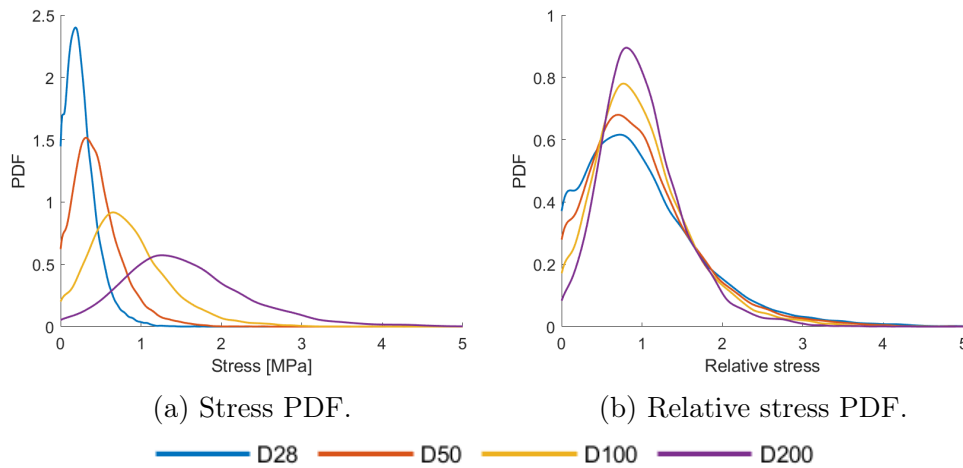 2.5
2
1.5
1
0.5
0
PDF
0 1 2 3 4 5
Stress [MPa]
(a) Stress PDF.
1
0.8
0.6
0.4
0.2
0
PDF
0 1 2 3 4 5
Relative stress
(b) Relative stress PDF.
D28 D50 D100 D200